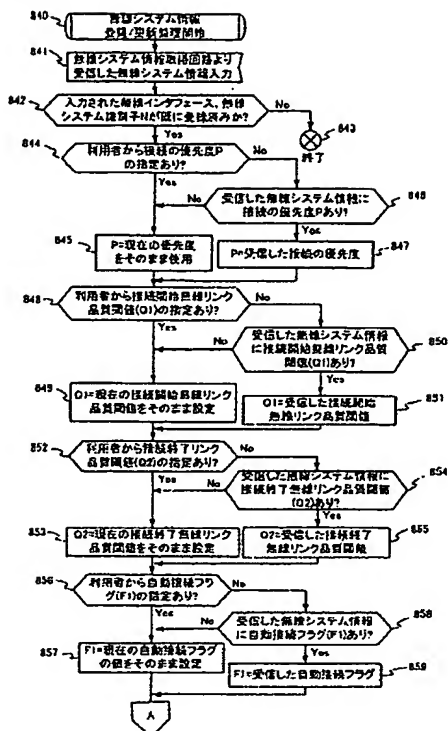 840
無線システム情報
登録/更新処理開始
841
無線システム情報取得回路より
受信した無線システム情報入力
842
入力された無線インタフェース、無線
システム識別子Nが既に登録済みか?
No
843
終了
Yes
844
利用者から接続の優先度P
の指定あり?
No
Yes
846
受信した無線システム情報に
接続の優先度Pあり?
No
Yes
845
P=現在の優先度
をそのまま使用
847
P=受信した接続の優先度
848
利用者から接続開始無線リンク
品質閾値(Q1)の指定あり?
No
Yes
850
受信した無線システム情報
に接続開始無線リンク品質
閾値(Q1)あり?
No
Yes
849
Q1=現在の接続開始無線リンク
品質閾値をそのまま設定
851
Q1=受信した接続開始
無線リンク品質閾値
852
利用者から接続終了リンク
品質閾値(Q2)の指定あり?
No
Yes
854
受信した無線システム情報に
接続終了無線リンク品質閾値
(Q2)あり?
No
Yes
853
Q2=現在の接続終了無線リンク
品質閾値をそのまま設定
855
Q2=受信した接続終了
無線リンク品質閾値
856
利用者から自動接続フラ
グ(F1)の指定あり?
No
Yes
858
受信した無線システム情報
に自動接続フラグ(F1)あり?
No
Yes
857
F1=現在の自動接続フラグ
の値をそのまま設定
859
F1=受信した自動接続フラグ
A